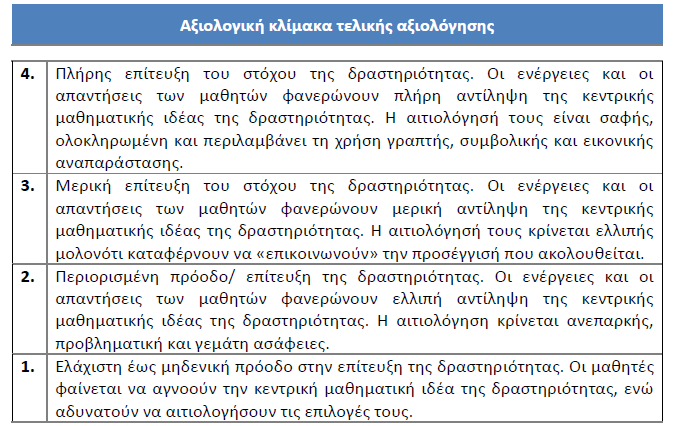 Αξιολογική κλίμακα τελικής αξιολόγησης
4. Πλήρης επίτευξη του στόχου της δραστηριότητας. Οι ενέργειες και οι
απαντήσεις των μαθητών φανερώνουν πλήρη αντίληψη της κεντρικής
μαθηματικής ιδέας της δραστηριότητας. Η αιτιολόγησή τους είναι σαφής,
ολοκληρωμένη και περιλαμβάνει τη χρήση γραπτής, συμβολικής και εικονικής
αναπαράστασης.
3. Μερική επίτευξη του στόχου της δραστηριότητας. Οι ενέργειες και οι
απαντήσεις των μαθητών φανερώνουν μερική αντίληψη της κεντρικής
μαθηματικής ιδέας της δραστηριότητας. Η αιτιολόγησή τους κρίνεται ελλιπής
μολονότι καταφέρνουν να «επικοινωνούν» την προσέγγισή που ακολουθείται.
2. Περιορισμένη πρόοδο/ επίτευξη της δραστηριότητας. Οι ενέργειες και οι
απαντήσεις των μαθητών φανερώνουν ελλιπή αντίληψη της κεντρικής
μαθηματικής ιδέας της δραστηριότητας. Η αιτιολόγηση κρίνεται ανεπαρκής,
προβληματική και γεμάτη ασάφειες.
1. Ελάχιστη έως μηδενική πρόοδο στην επίτευξη της δραστηριότητας. Οι μαθητές
φαίνεται να αγνοούν την κεντρική μαθηματική ιδέα της δραστηριότητας, ενώ
αδυνατούν να αιτιολογήσουν τις επιλογές τους.